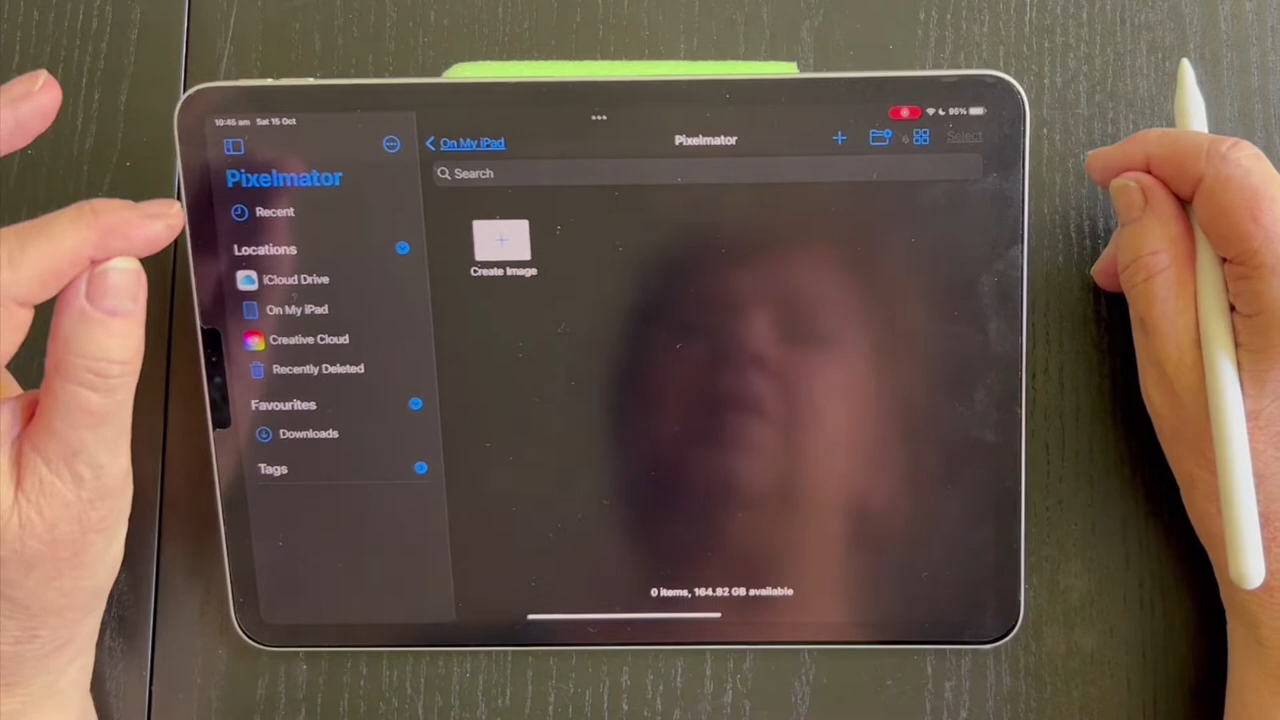 10:45 am Sat 15 Oct
95%
Pixelmator
Recent
Locations
iCloud Drive
On My iPad
Creative Cloud
Recently Deleted
Favourites
Downloads
Tags
On My iPad
Pixelmator
Select
Search
Create Image
0 items, 164.82 GB available